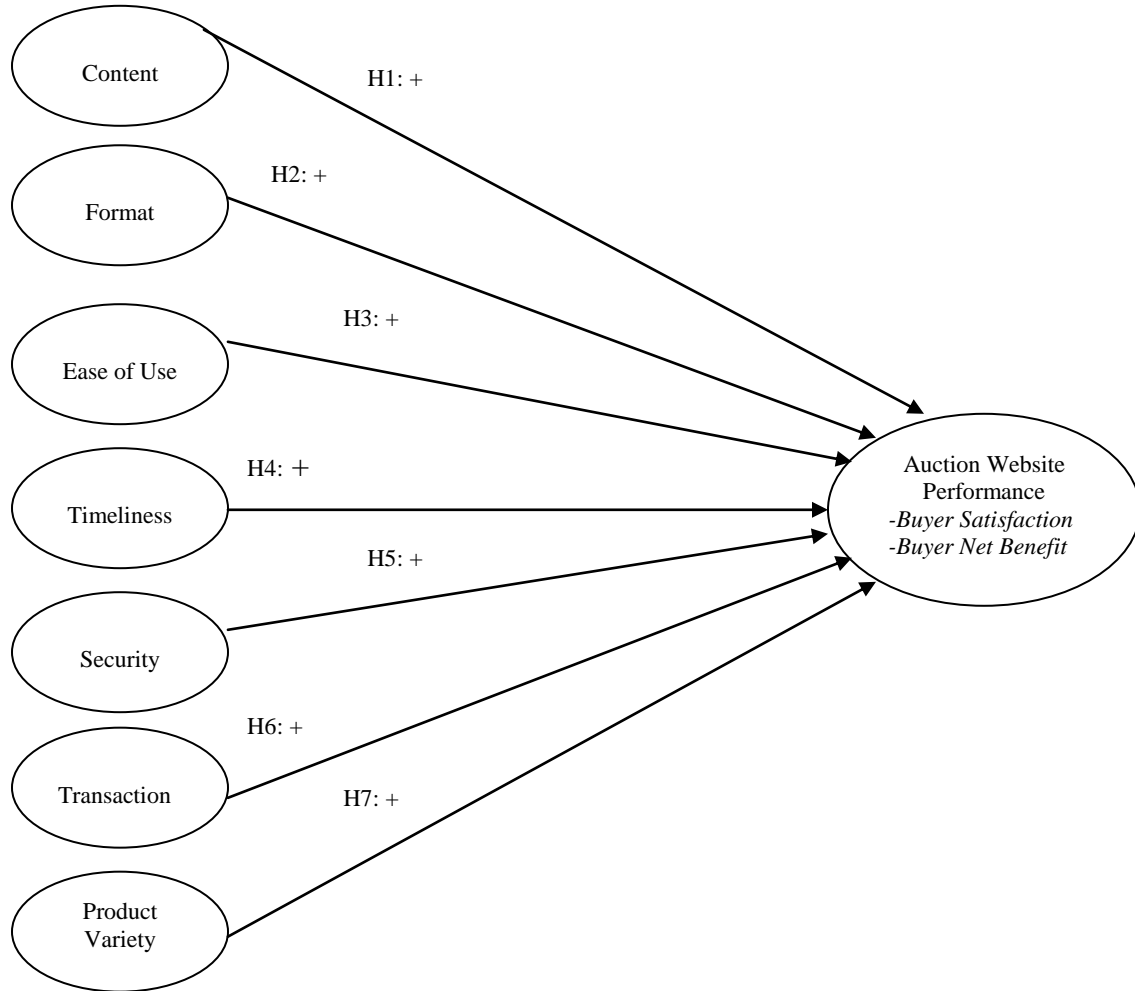 Content
H1: +
H2: +
Format
H3: +
Ease of Use
H4: +
Timeliness
Auction Website
Performance
-Buyer Satisfaction
-Buyer Net Benefit
H5: +
Security
H6: +
Transaction
H7: +
Product
Variety